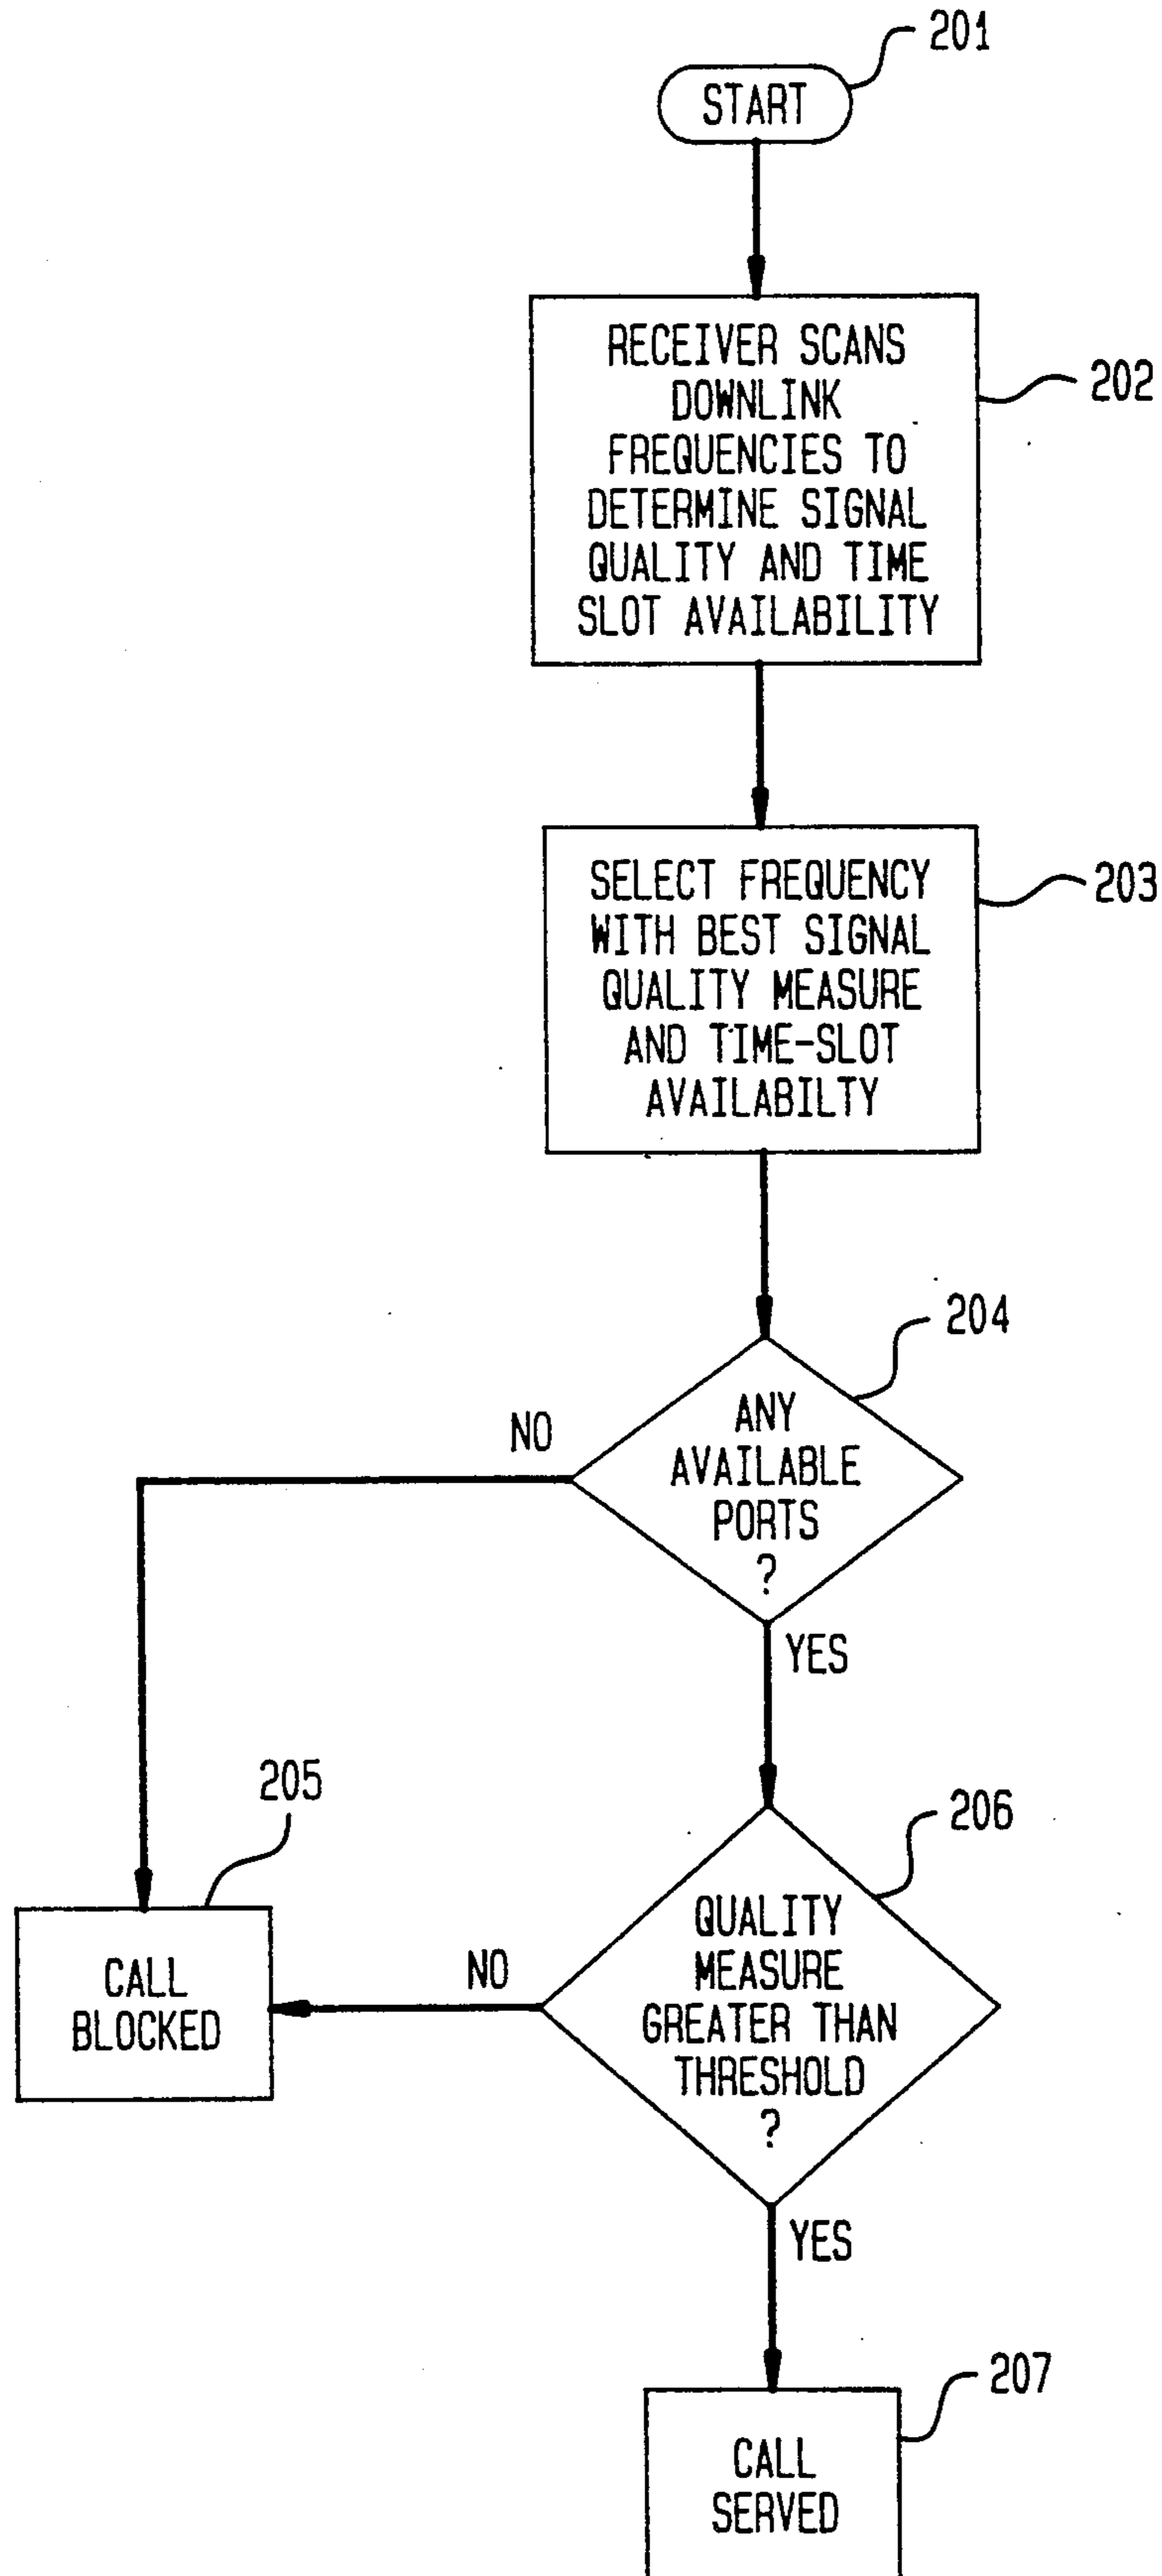 201
START
RECEIVER SCANS
DOWNLINK
FREQUENCIES TO
DETERMINE SIGNAL
QUALITY AND TIME
SLOT AVAILABILITY
202
SELECT FREQUENCY
WITH BEST SIGNAL
QUALITY MEASURE
AND TIME-SLOT
AVAILABILTY
203
204
ANY
AVAILABLE
PORTS
?
NO
YES
205
CALL
BLOCKED
206
QUALITY
MEASURE
GREATER THAN
THRESHOLD
?
NO
YES
207
CALL
SERVED